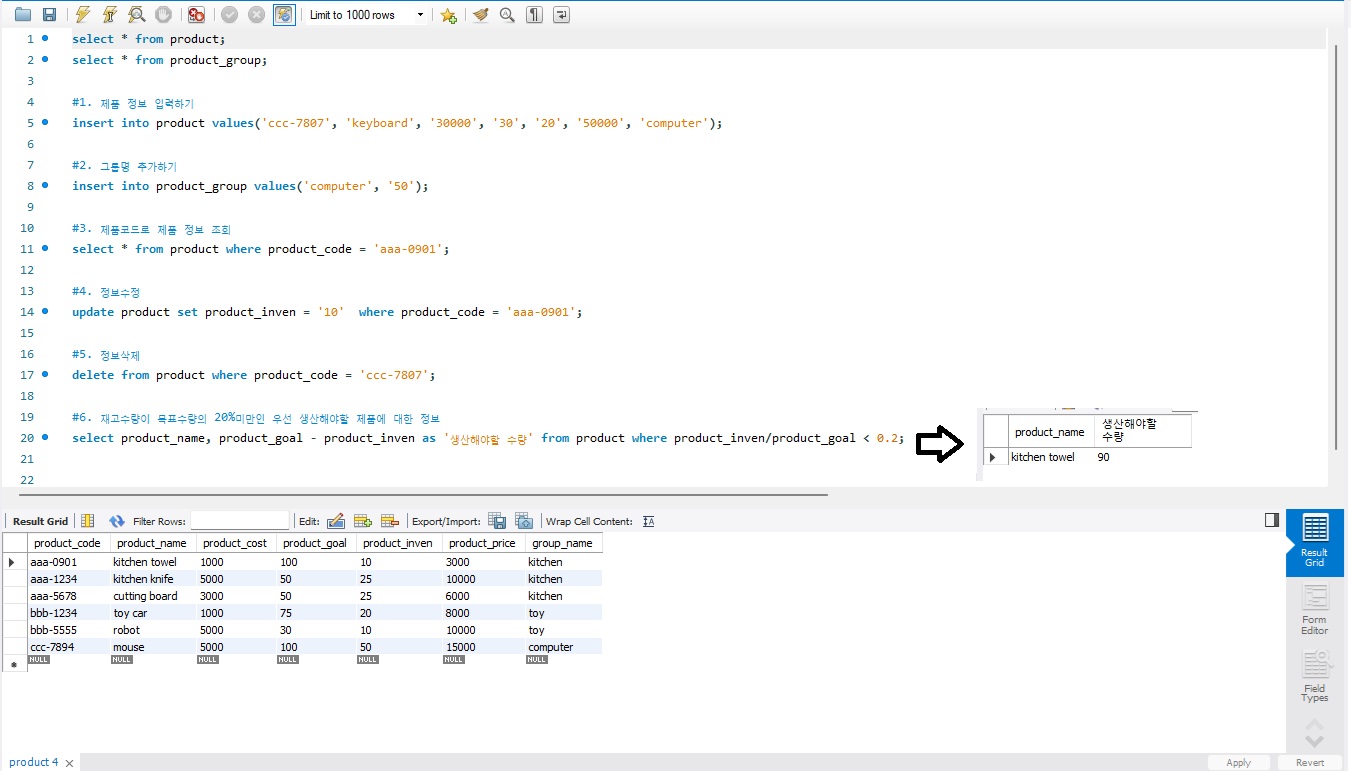 Limit to 1000 rows
1 select * from product;
2 select * from product_group;
3
4 #1. 제품 정보 입력하기
5 insert into product values('ccc-7807', 'keyboard', '30000', '30', '20', '50000', 'computer');
6
7 #2. 그룹명 추가하기
8 insert into product_group values('computer', '50');
9
10 #3. 제품코드로 제품 정보 조회
11 select * from product where product_code = 'aaa-0901';
12
13 #4. 정보수정
14 update product set product_inven = '10'  where product_code = 'aaa-0901';
15
16 #5. 정보삭제
17 delete from product where product_code = 'ccc-7807';
18
19 #6. 재고수량이 목표수량의 20%미만인 우선 생산해야할 제품에 대한 정보
20 select product_name, product_goal - product_inven as '생산해야할 수량' from product where product_inven/product_goal < 0.2;
21
22
product_name 생산해야할
수량
kitchen towel 90
Result Grid Filter Rows: Edit: Export/Import: Wrap Cell Content:
product_code product_name product_cost product_goal product_inven product_price group_name
aaa-0901 kitchen towel 1000 100 10 3000 kitchen
aaa-1234 kitchen knife 5000 50 25 10000 kitchen
aaa-5678 cutting board 3000 50 25 6000 kitchen
bbb-1234 toy car 1000 75 20 8000 toy
bbb-5555 robot 5000 30 10 10000 toy
ccc-7894 mouse 5000 100 50 15000 computer
NULL NULL NULL NULL NULL NULL NULL
Result
Grid
Form
Editor
Field
Types
product 4
Apply Revert